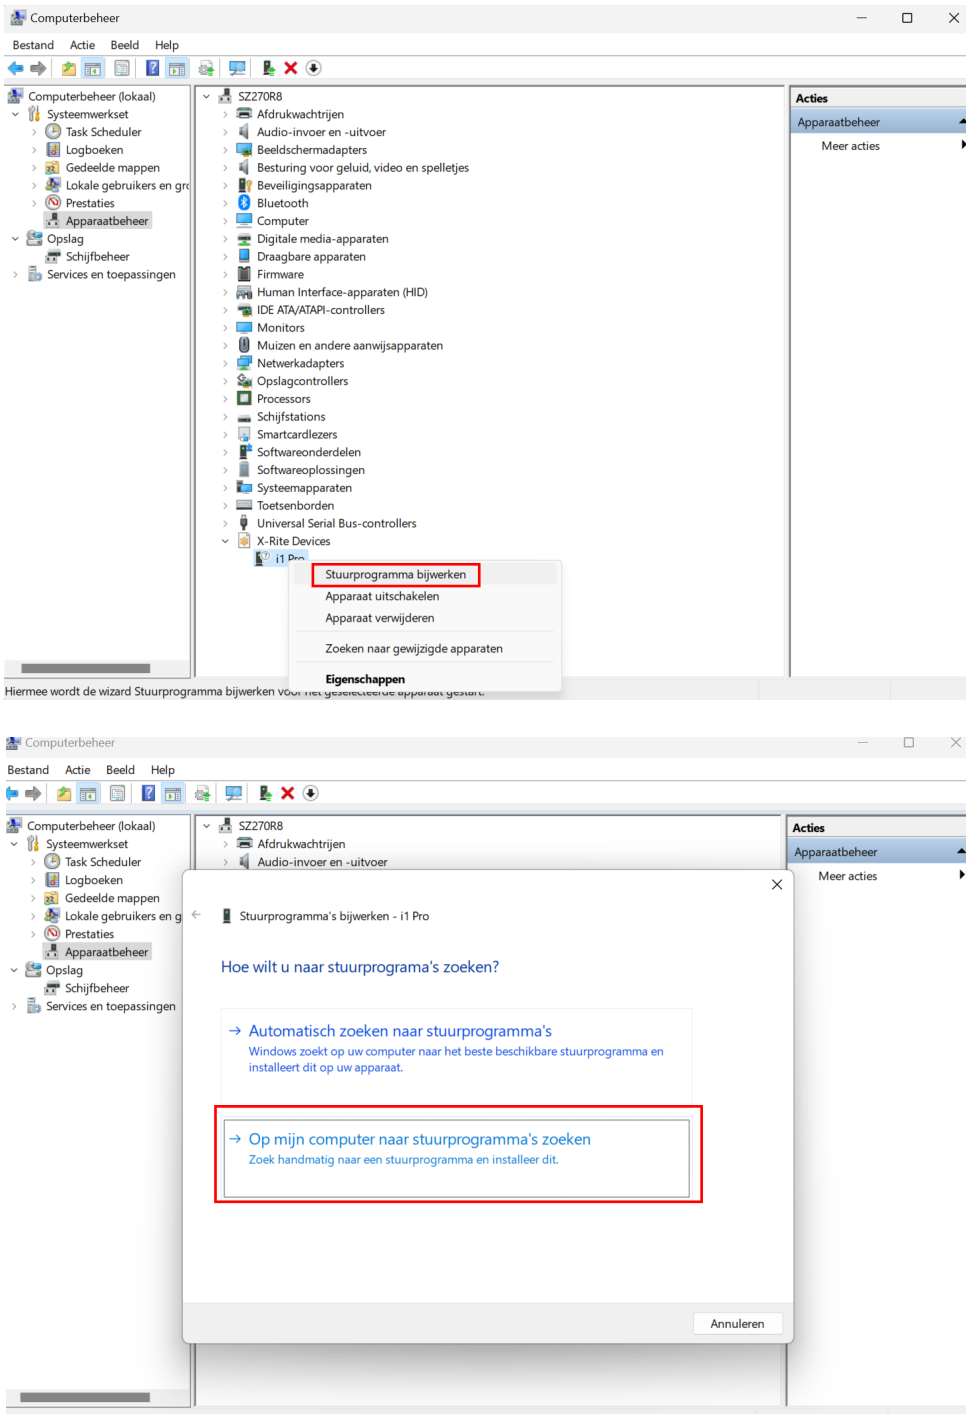 Computerbeheer
Bestand Actie Beeld Help
Computerbeheer (lokaal)
Systeemwerkset
Task Scheduler
Logboeken
Gedeelde mappen
Lokale gebruikers en gro
Prestaties
Apparaatbeheer
Opslag
Schijfbeheer
Services en toepassingen
SZ270R8
Afdrukwachtrijen
Audio-invoer en -uitvoer
Beeldschermadapters
Besturing voor geluid, video en spelletjes
Beveiligingsapparaten
Bluetooth
Computer
Digitale media-apparaten
Draagbare apparaten
Firmware
Human Interface-apparaten (HID)
IDE ATA/ATAPI-controllers
Monitors
Muizen en andere aanwijsapparaten
Netwerkadapters
Opslagcontrollers
Processors
Schijfstations
Smartcardlezers
Softwareonderdelen
Softwareoplossingen
Systeemapparaten
Toetsenborden
Universal Serial Bus-controllers
X-Rite Devices
i1 Pro
Stuurprogramma bijwerken
Apparaat uitschakelen
Apparaat verwijderen
Zoeken naar gewijzigde apparaten
Eigenschappen
Acties
Apparaatbeheer
Meer acties
Hiermee wordt de wizard Stuurprogramma bijwerken voor het geselecteerde apparaat gestart.
Computerbeheer
Bestand Actie Beeld Help
Computerbeheer (lokaal)
Systeemwerkset
Task Scheduler
Logboeken
Gedeelde mappen
Lokale gebruikers en g
Prestaties
Apparaatbeheer
Opslag
Schijfbeheer
Services en toepassingen
SZ270R8
Afdrukwachtrijen
Audio-invoer en -uitvoer
Acties
Apparaatbeheer
Meer acties
Stuurprogramma's bijwerken - i1 Pro
Hoe wilt u naar stuurprograma's zoeken?
Automatisch zoeken naar stuurprogramma's
Windows zoekt op uw computer naar het beste beschikbare stuurprogramma en
installeert dit op uw apparaat.
Op mijn computer naar stuurprogramma's zoeken
Zoek handmatig naar een stuurprogramma en installeer dit.
Annuleren